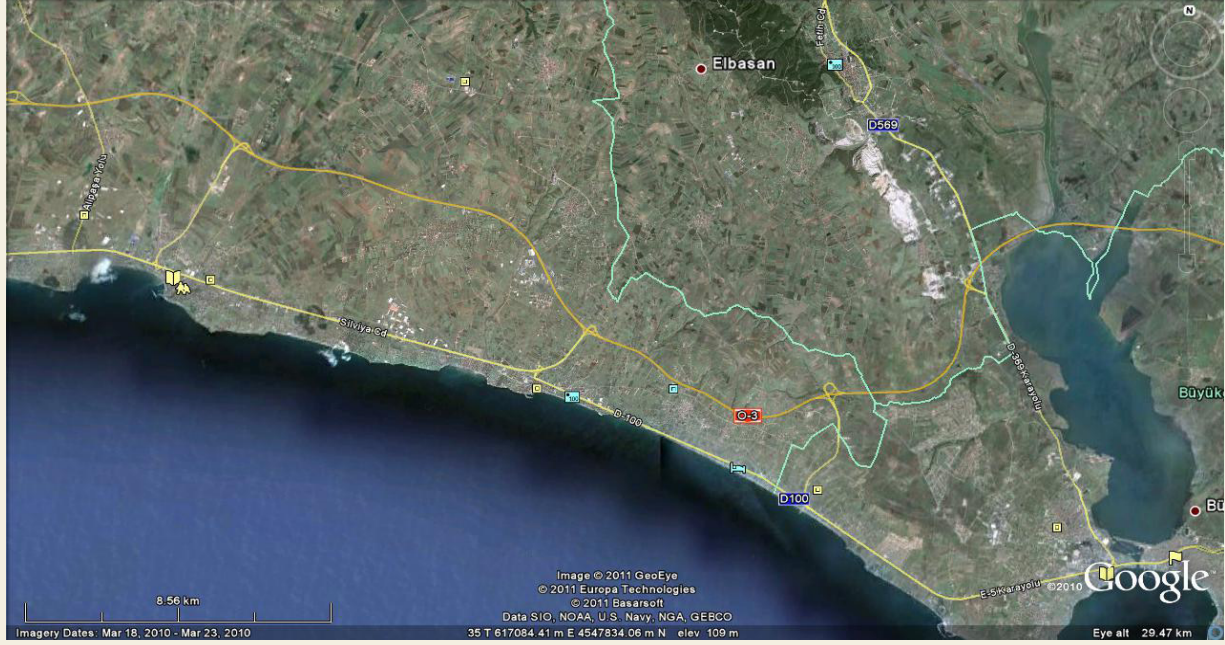 N
Elbasan
Fetih Cd
D569
Alipaşa Yolu
Silviya Cd
D-569 Karayolu
Büyük
O-3
D 100
D100
Bü
E-5 Karayolu
©2010 Google
Image © 2011 GeoEye
© 2011 Europa Technologies
© 2011 Basarsoft
Data SIO, NOAA, U.S. Navy, NGA, GEBCO
8.56 km
Imagery Dates: Mar 18, 2010 - Mar 23, 2010
35 T 617084.41 m E 4547834.06 m N elev 109 m
Eye alt 29.47 km